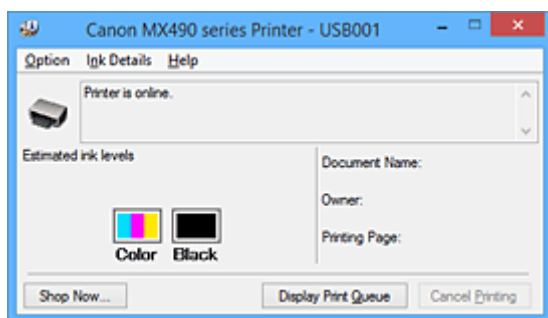 Canon MX490 series Printer - USB001
Option Ink Details Help
Printer is online.
Estimated ink levels
Document Name:
Owner:
Printing Page:
Color Black
Shop Now... Display Print Queue Cancel Printing